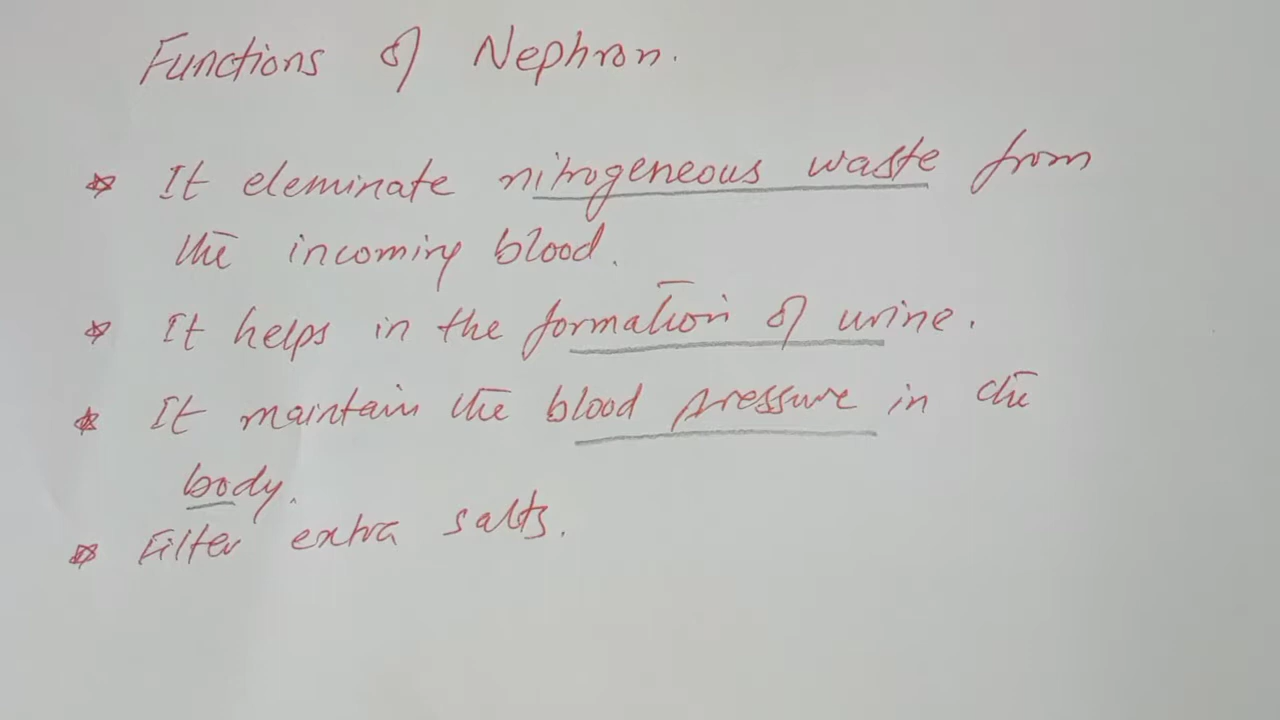 Functions of Nephron.
* It eleminate nitrogeneous waste from
the incoming blood.
* It helps in the formation of urine.
* It maintain the blood pressure in the
body.
* Filter extra salts.